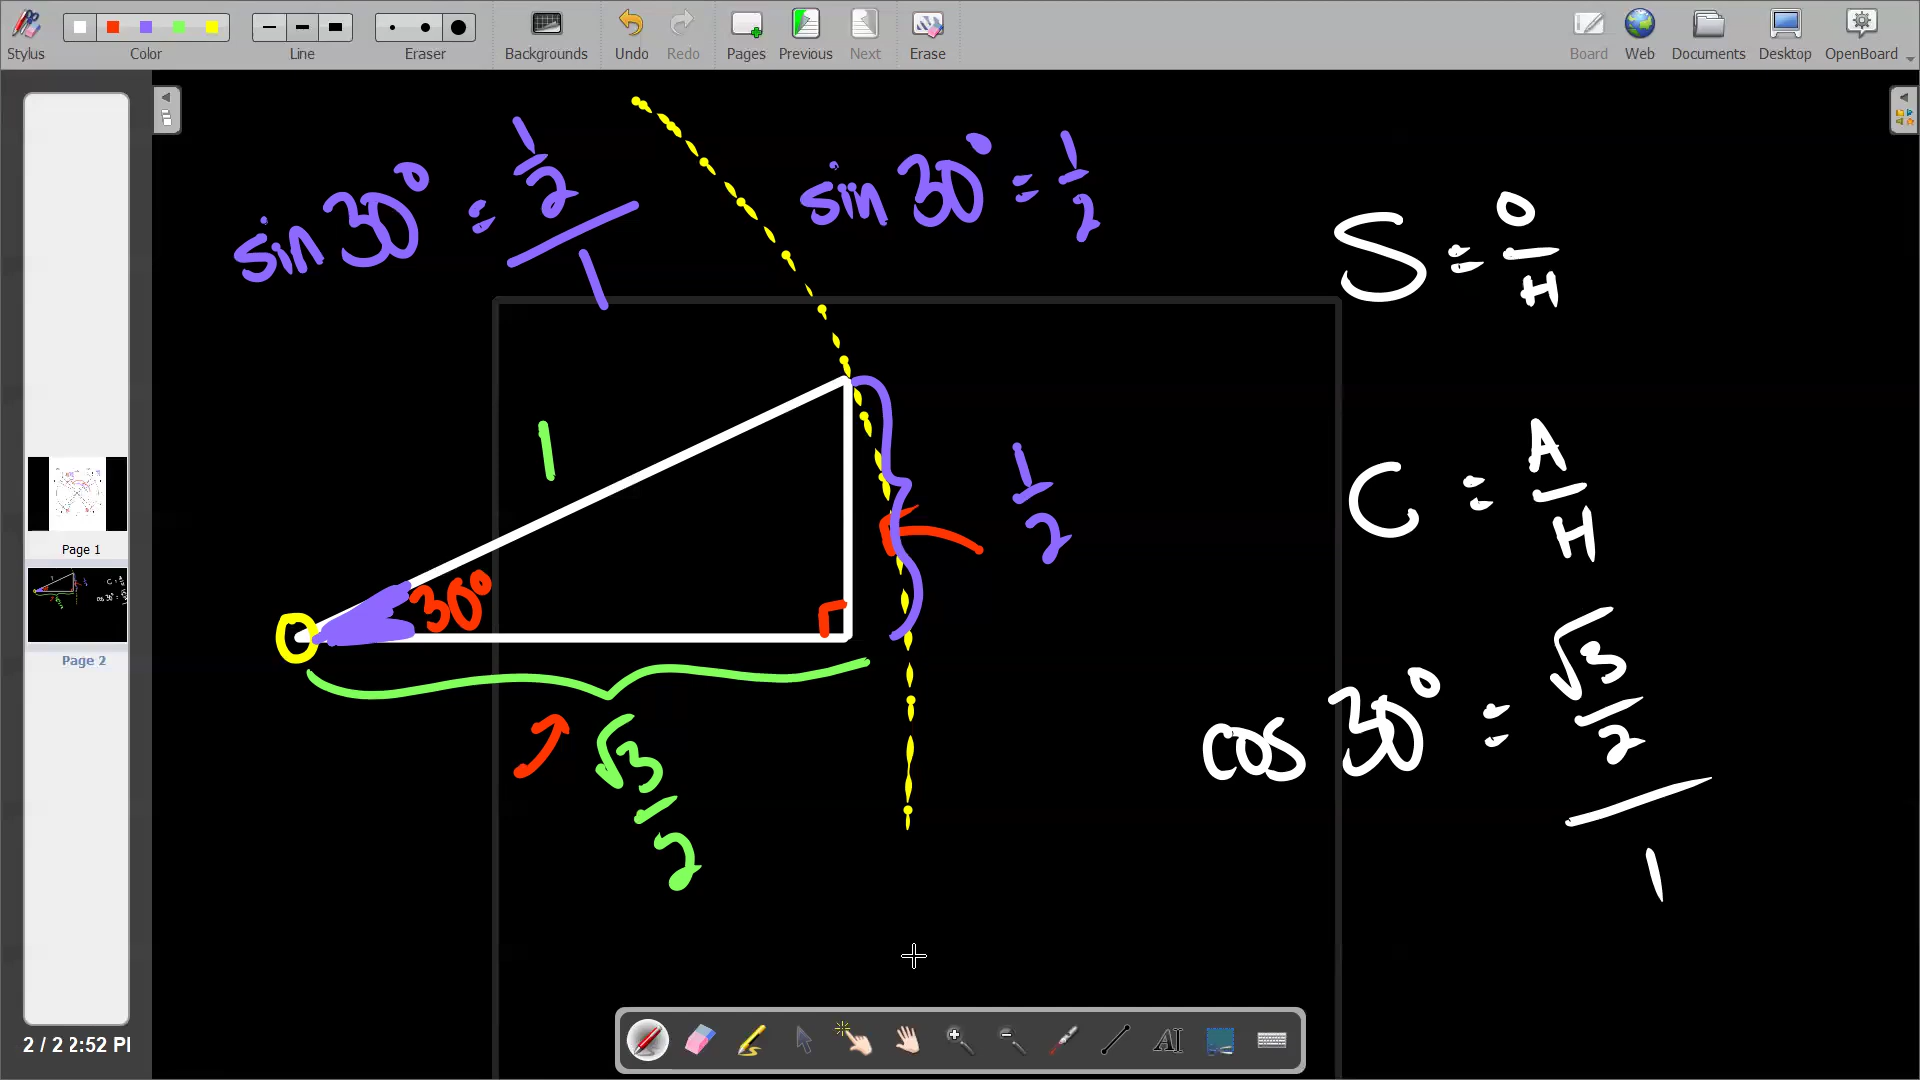 Stylus Color Line Eraser Backgrounds Undo Redo Pages Previous Next Erase Board Web Documents Desktop OpenBoard
sin 30° = 1/2 / 1
sin 30° = 1/2
S = O/H
1
1/2
C = A/H
30°
√3/2
cos 30° = √3/2 / 1
Page 1
Page 2
2 / 2 2:52 P
AI